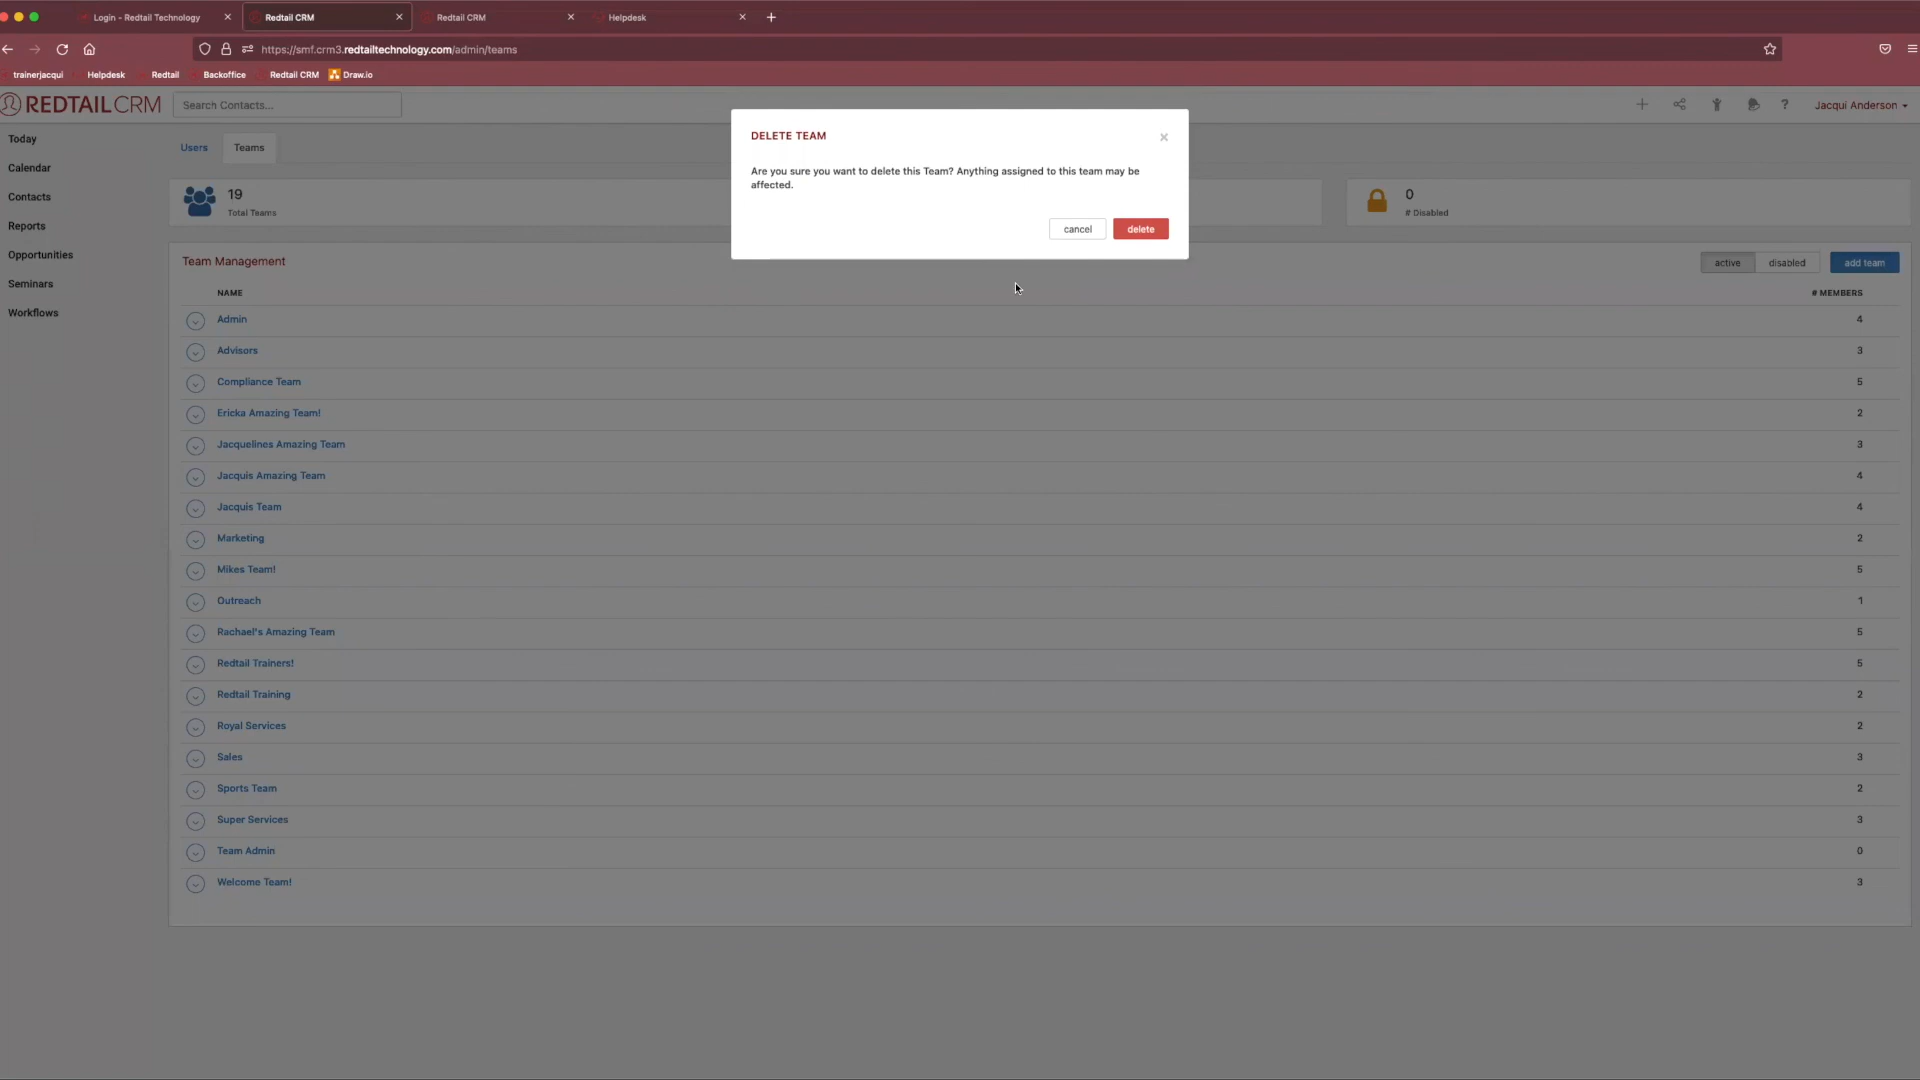 Login – Redtail Technology
Redtail CRM
Redtail CRM
Helpdesk
https://smf.crm3.redtailtechnology.com/admin/teams
trainerjacqui
Helpdesk
Redtail
Backoffice
Redtail CRM
Draw.io
REDTAIL CRM
Search Contacts...
Jacqui Anderson
Today
Calendar
Contacts
Reports
Opportunities
Seminars
Workflows
Users
Teams
19
Total Teams
0
# Disabled
DELETE TEAM
Are you sure you want to delete this Team? Anything assigned to this team may be
affected.
cancel
delete
Team Management
active
disabled
add team
NAME
# MEMBERS
Admin 4
Advisors 3
Compliance Team 5
Ericka Amazing Team! 2
Jacquelines Amazing Team 3
Jacquis Amazing Team 4
Jacquis Team 4
Marketing 2
Mikes Team! 5
Outreach 1
Rachael's Amazing Team 5
Redtail Trainers! 5
Redtail Training 2
Royal Services 2
Sales 3
Sports Team 2
Super Services 3
Team Admin 0
Welcome Team! 3